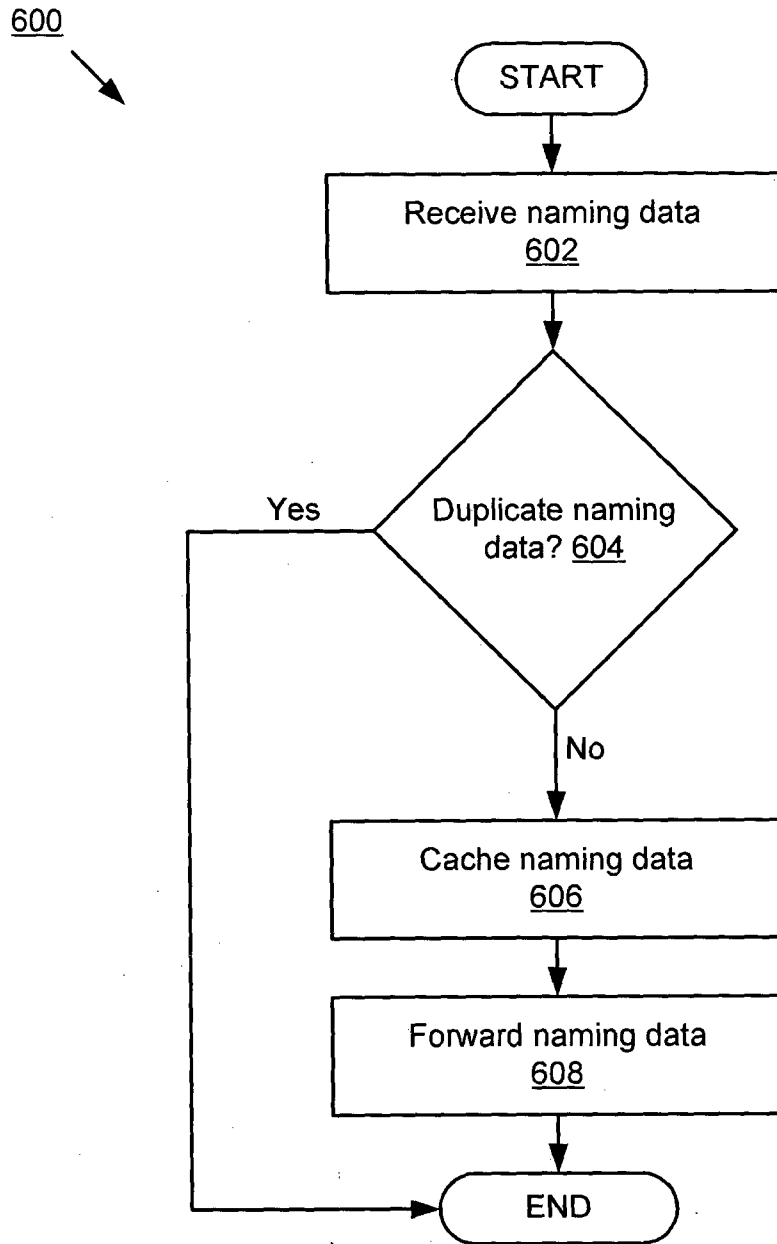 600
START
Receive naming data
602
Yes
Duplicate naming
data? 604
No
Cache naming data
606
Forward naming data
608
END